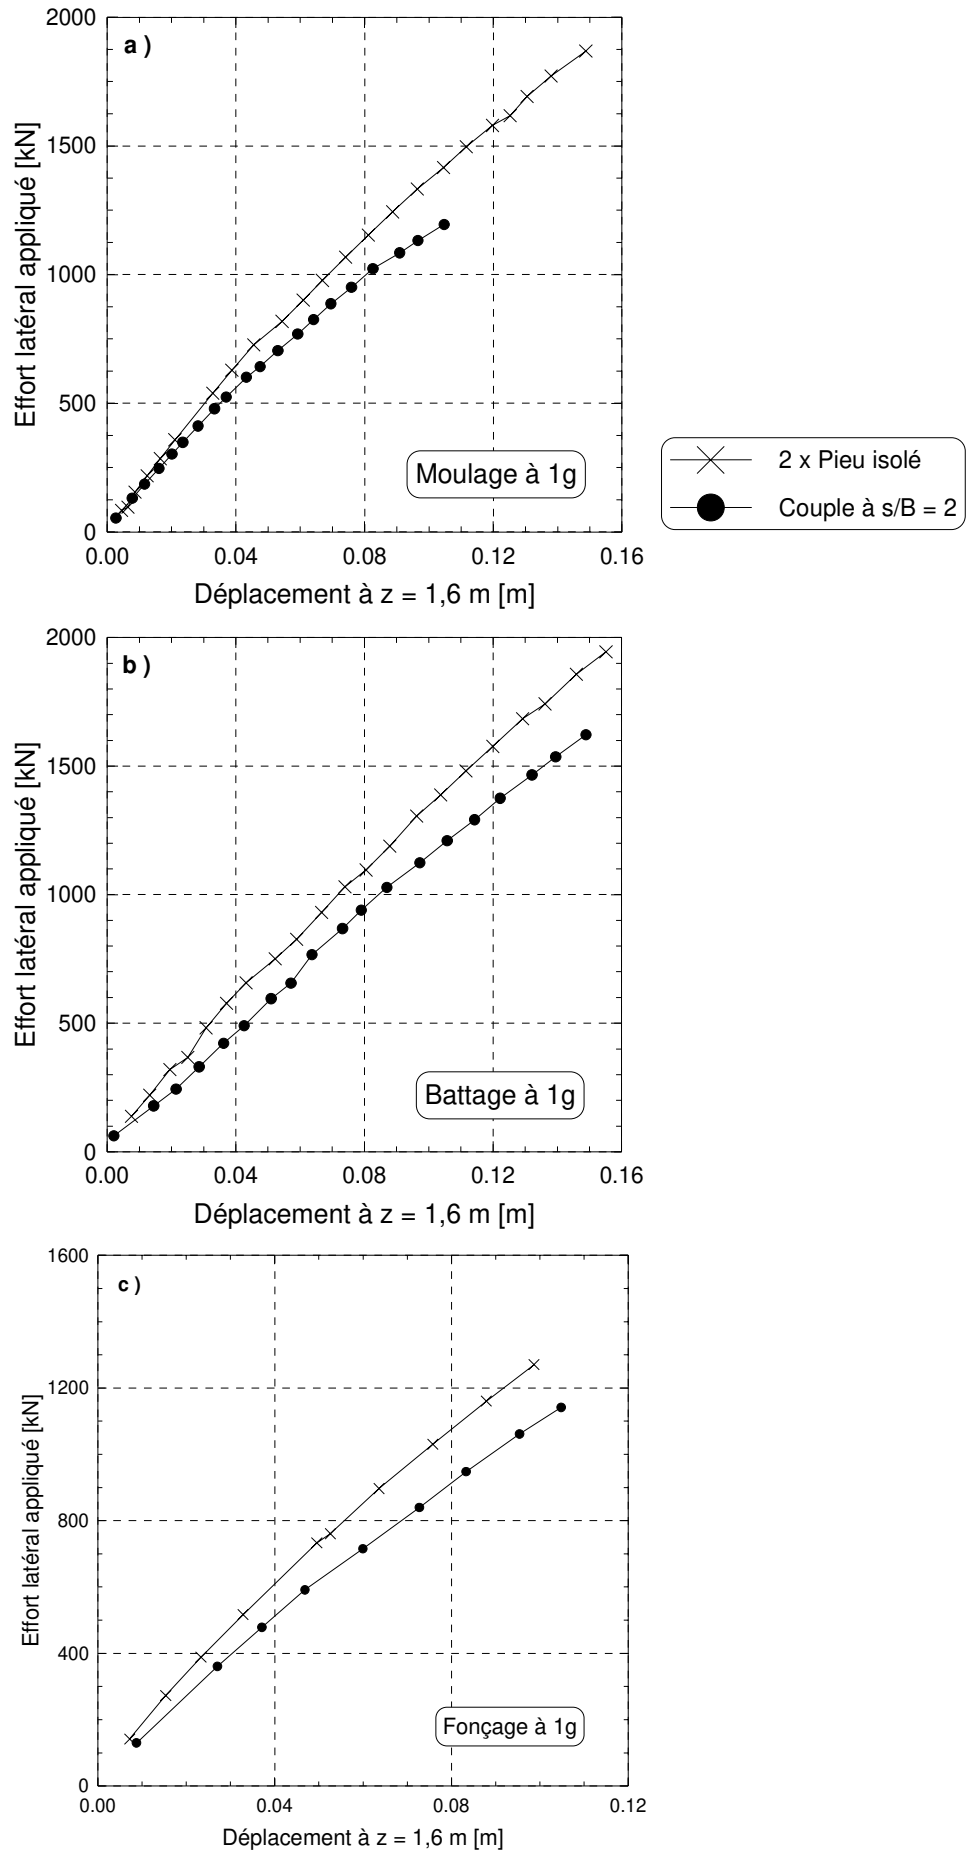 2000
a )
1500
1000
500
0
Effort latéral appliqué [kN]
Moulage à 1g
0.00 0.04 0.08 0.12 0.16
Déplacement à z = 1,6 m [m]
2 x Pieu isolé
Couple à s/B = 2
2000
b )
1500
1000
500
0
Effort latéral appliqué [kN]
Battage à 1g
0.00 0.04 0.08 0.12 0.16
Déplacement à z = 1,6 m [m]
1600
c )
1200
800
400
0
Effort latéral appliqué [kN]
Fonçage à 1g
0.00 0.04 0.08 0.12
Déplacement à z = 1,6 m [m]